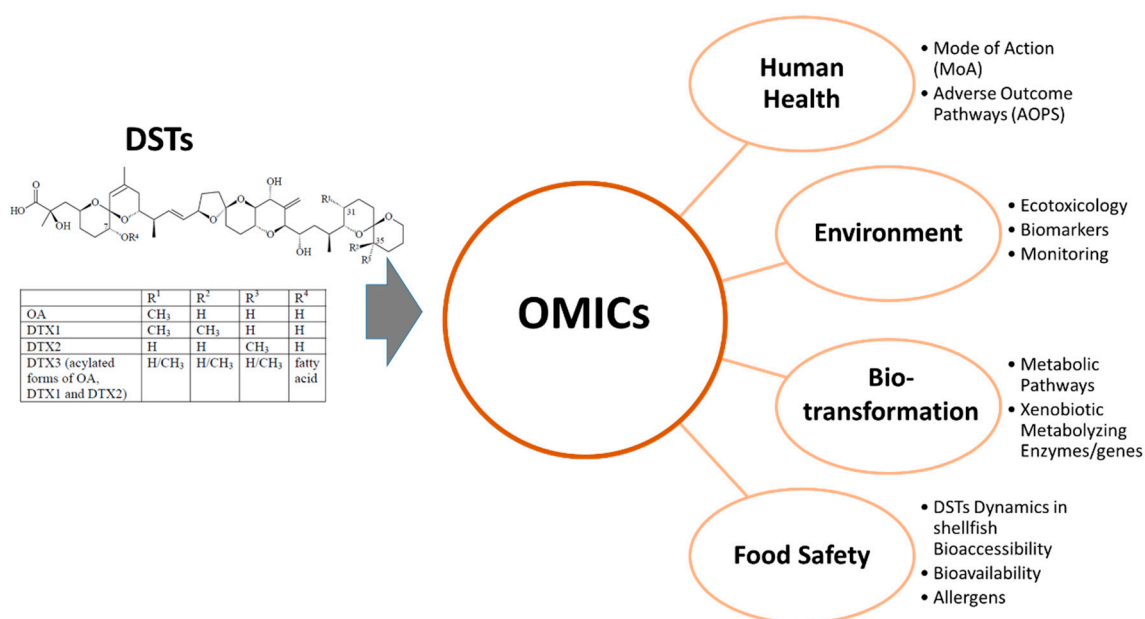 DSTs
O
HO
OH
O
O
7
OR⁴
O
O
O
OH
OH
R¹
31
O
O
35
R²
R³
R¹ R² R³ R⁴
OA CH₃ H H H
DTX1 CH₃ CH₃ H H
DTX2 H H CH₃ H
DTX3 (acylated H/CH₃ H/CH₃ H/CH₃ fatty
forms of OA, acid
DTX1 and DTX2)
OMICs
Human
Health
• Mode of Action
(MoA)
• Adverse Outcome
Pathways (AOPS)
Environment
• Ecotoxicology
• Biomarkers
• Monitoring
Bio-
transformation
• Metabolic
Pathways
• Xenobiotic
Metabolyzing
Enzymes/genes
Food Safety
• DSTs Dynamics in
shellfish
Bioaccessibility
• Bioavailability
• Allergens